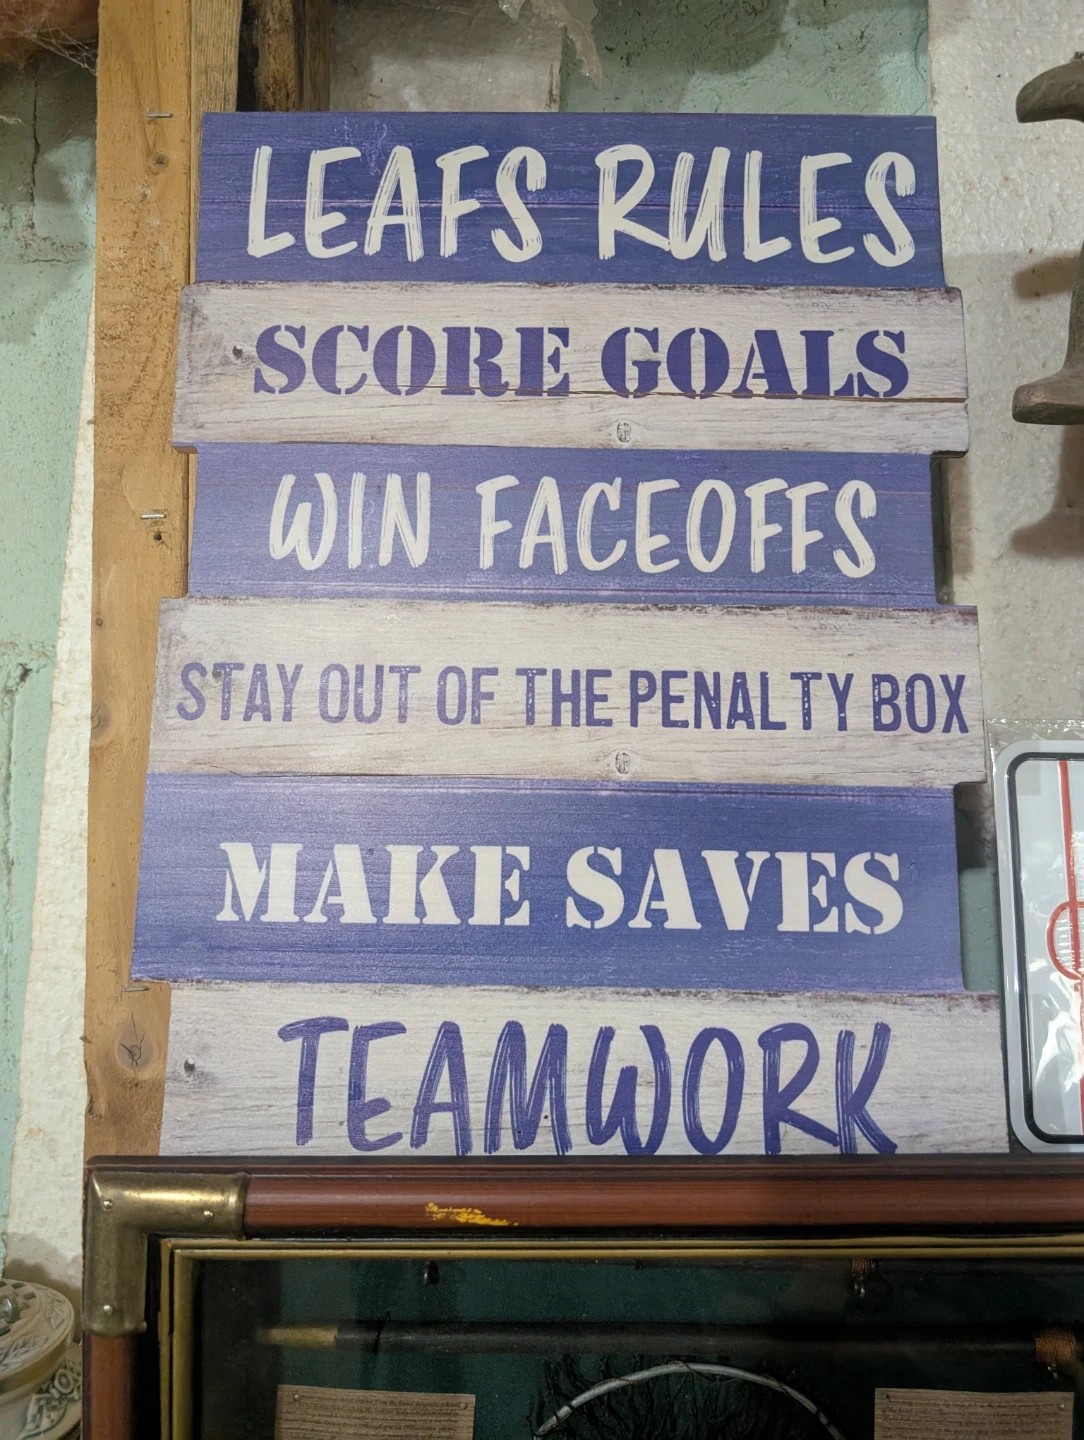 LEAFS RULES
SCORE GOALS
WIN FACEOFFS
STAY OUT OF THE PENALTY BOX
MAKE SAVES
TEAMWORK